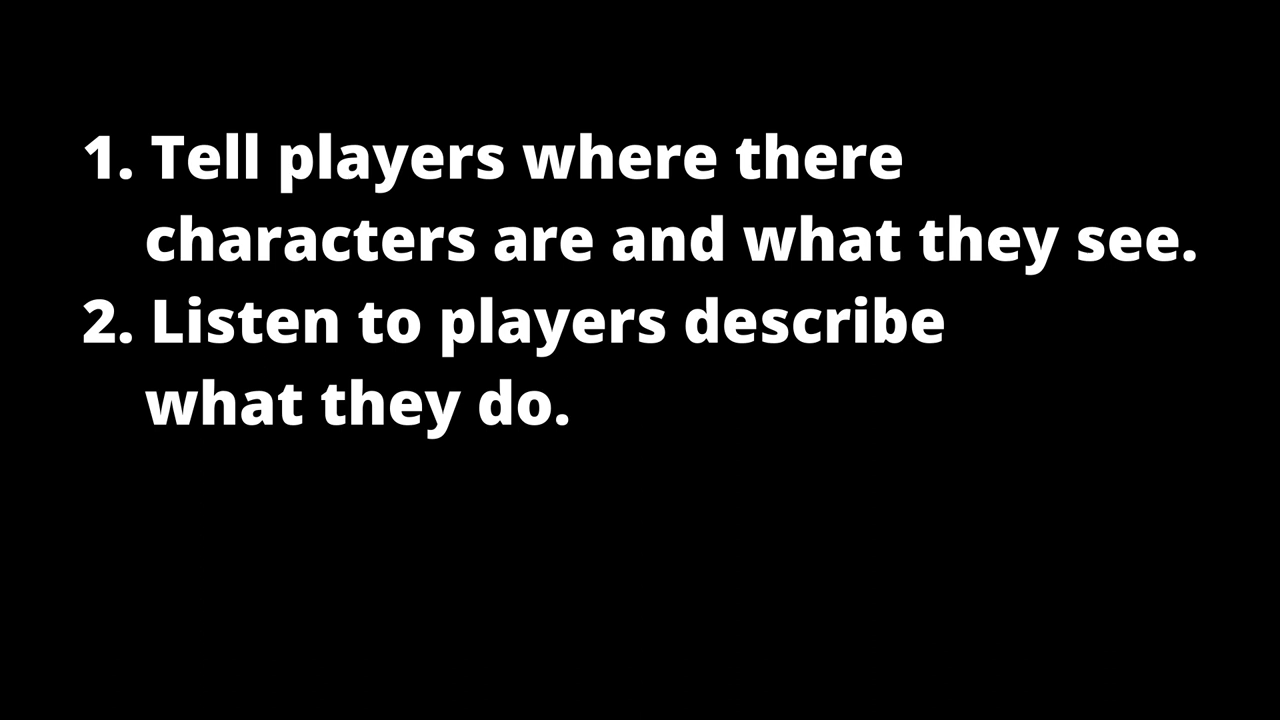 1. Tell players where there
characters are and what they see.
2. Listen to players describe
what they do.